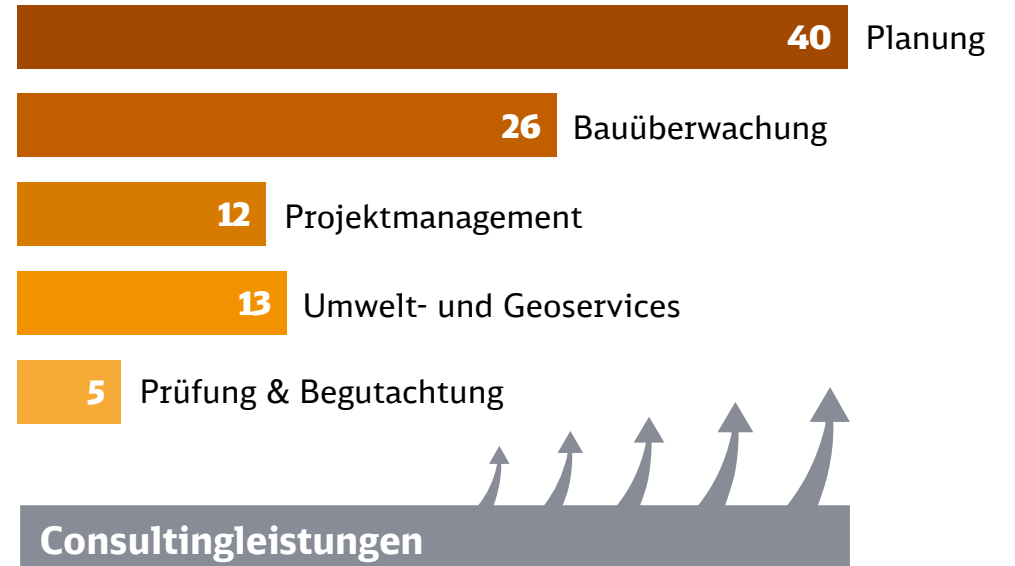 40 Planung
26 Bauüberwachung
12 Projektmanagement
13 Umwelt- und Geoservices
5 Prüfung & Begutachtung
Consultingleistungen